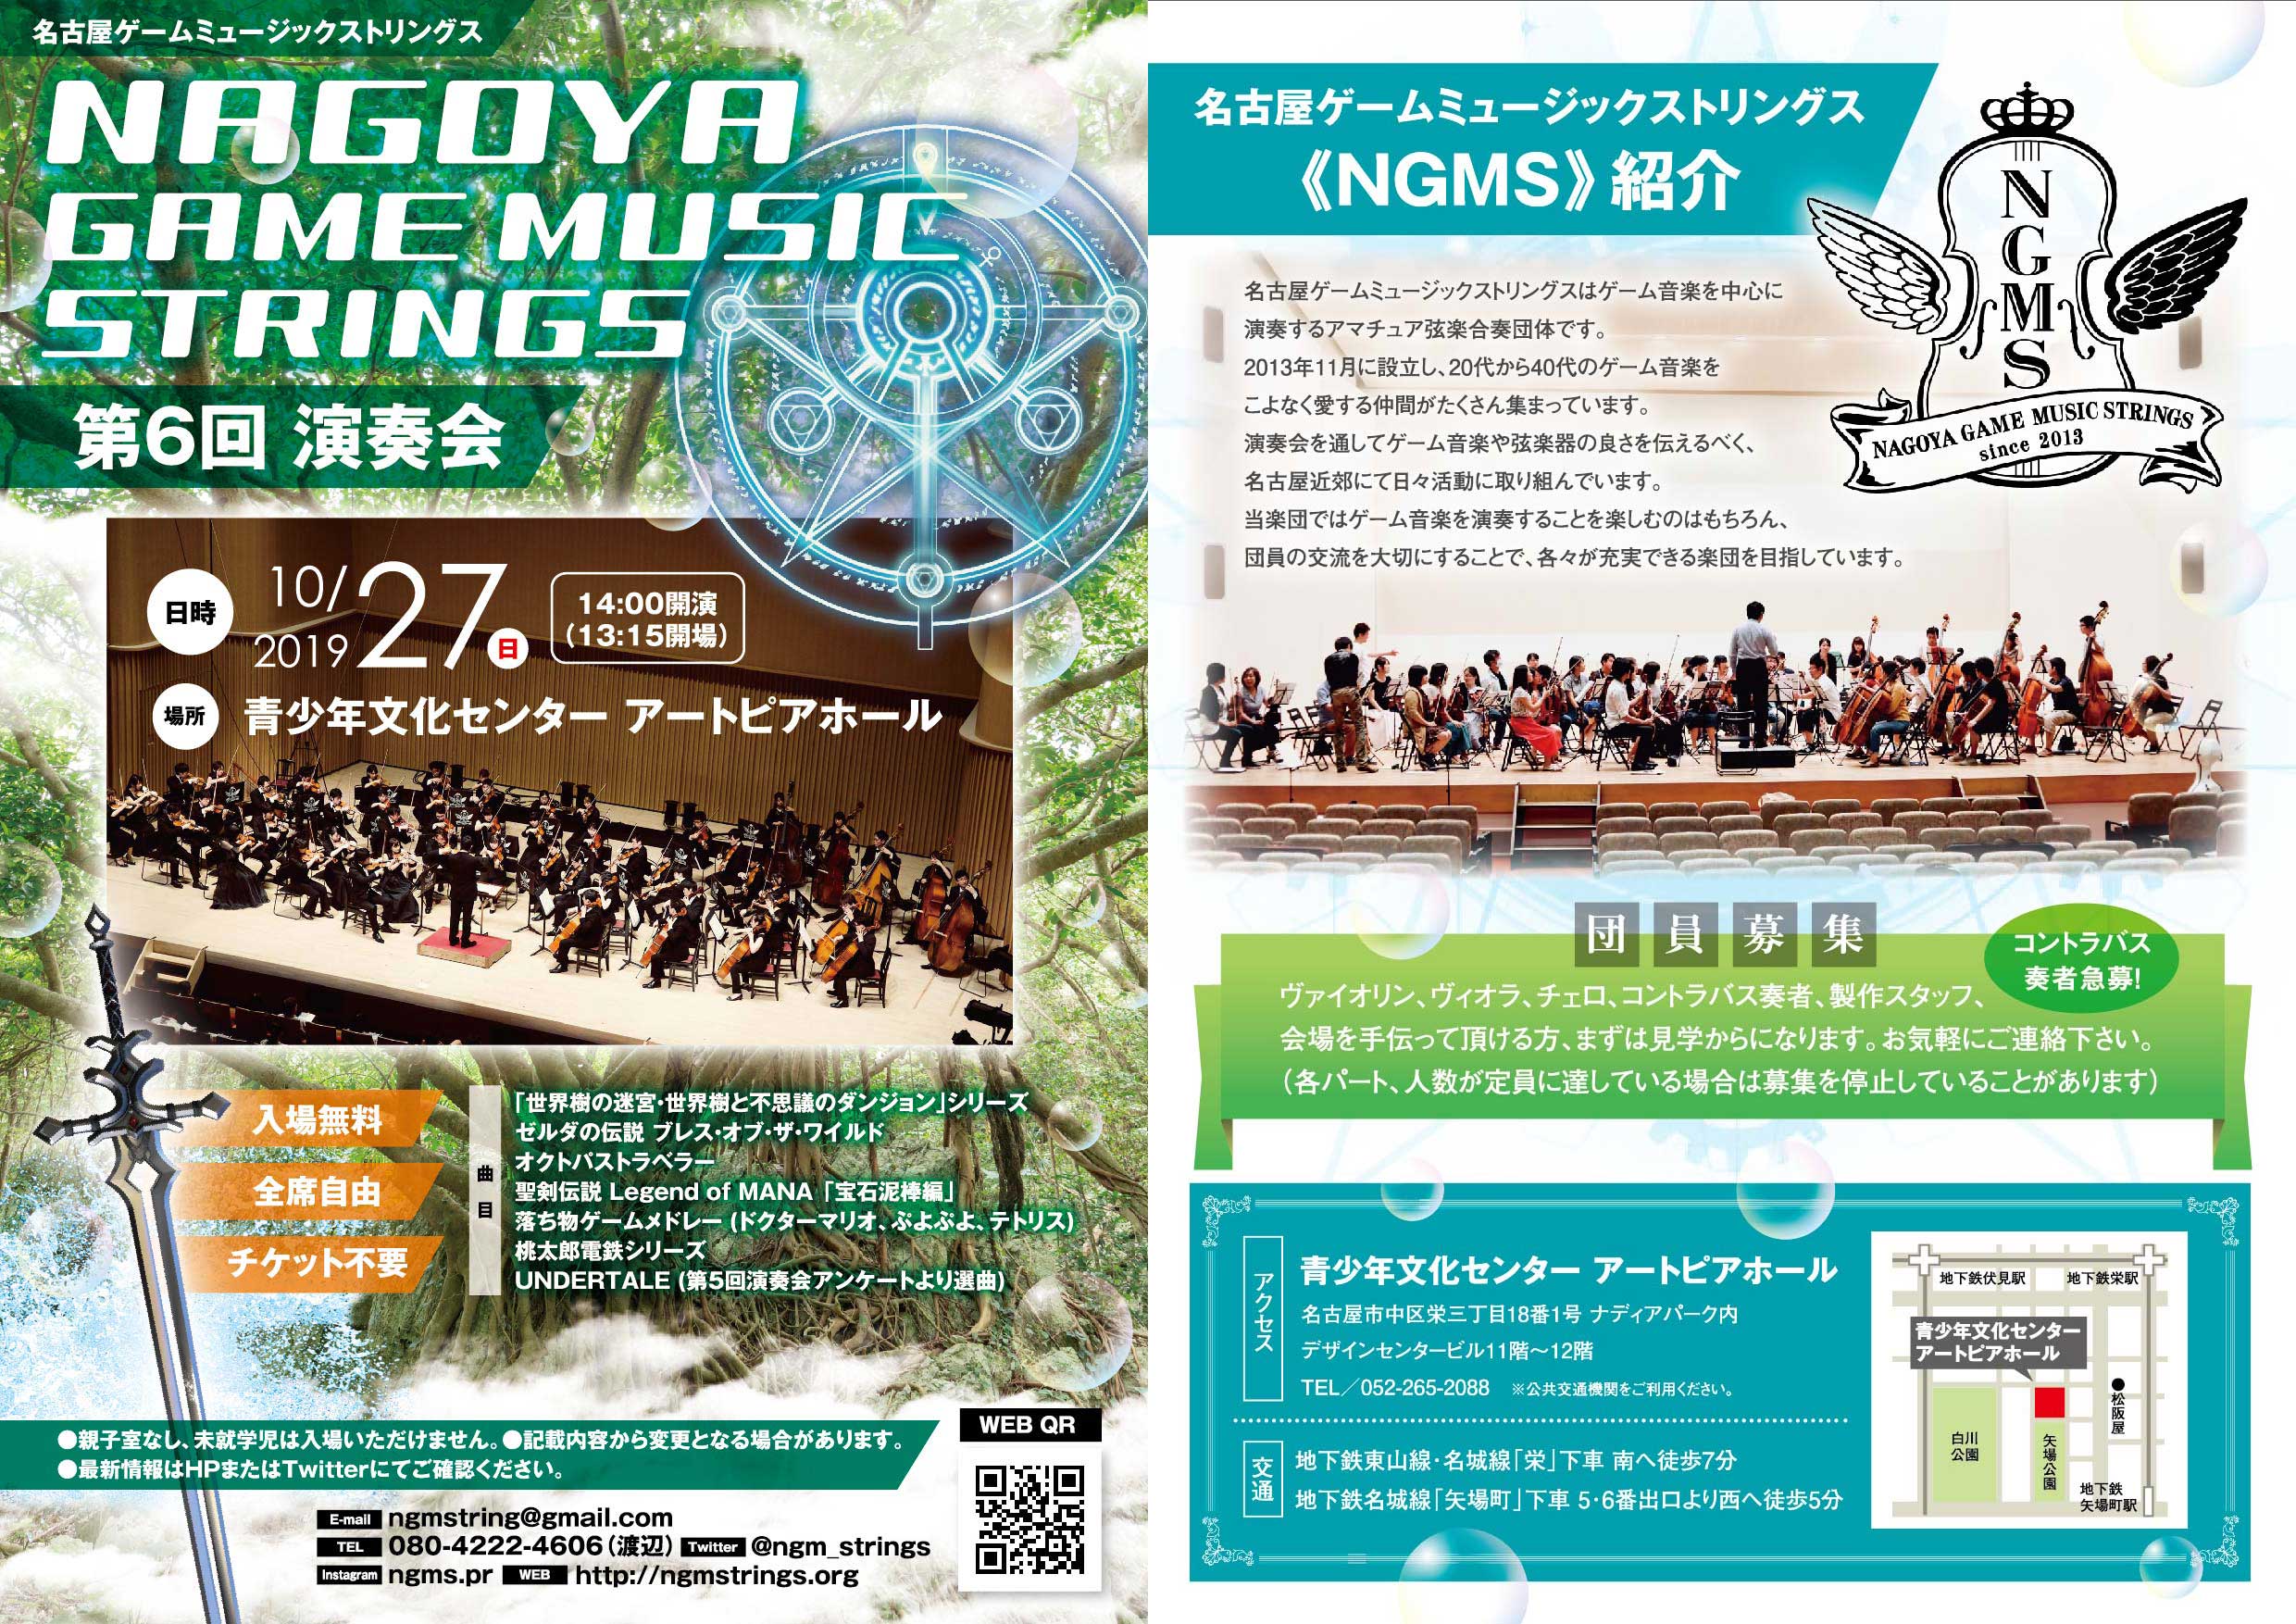 名古屋ゲームミュージックストリングス
NAGOYA
GAME MUSIC
STRINGS
第6回 演奏会
日時
10/27
2019
日
14:00開演
(13:15開場)
場所
青少年文化センター アートピアホール
入場無料
全席自由
チケット不要
曲目
「世界樹の迷宮・世界樹と不思議のダンジョン」シリーズ
ゼルダの伝説 ブレス・オブ・ザ・ワイルド
オクトパストラベラー
聖剣伝説 Legend of MANA 「宝石泥棒編」
落ち物ゲームメドレー (ドクターマリオ、ぷよぷよ、テトリス)
桃太郎電鉄シリーズ
UNDERTALE (第5回演奏会アンケートより選曲)
●親子室なし、未就学児は入場いただけません。●記載内容から変更となる場合があります。
●最新情報はHPまたはTwitterにてご確認ください。
WEB QR
E-mail ngmstring@gmail.com
TEL 080-4222-4606(渡辺) Twitter @ngm_strings
Instagram ngms.pr WEB http://ngmstrings.org
名古屋ゲームミュージックストリングス
《NGMS》紹介
NGMS
NAGOYA GAME MUSIC STRINGS
since 2013
名古屋ゲームミュージックストリングスはゲーム音楽を中心に
演奏するアマチュア弦楽合奏団体です。
2013年11月に設立し、20代から40代のゲーム音楽を
こよなく愛する仲間がたくさん集まっています。
演奏会を通してゲーム音楽や弦楽器の良さを伝えるべく、
名古屋近郊にて日々活動に取り組んでいます。
当楽団ではゲーム音楽を演奏することを楽しむのはもちろん、
団員の交流を大切にすることで、各々が充実できる楽団を目指しています。
団員募集
コントラバス
奏者急募!
ヴァイオリン、ヴィオラ、チェロ、コントラバス奏者、製作スタッフ、
会場を手伝って頂ける方、まずは見学からになります。お気軽にご連絡下さい。
(各パート、人数が定員に達している場合は募集を停止していることがあります)
アクセス
青少年文化センター アートピアホール
名古屋市中区栄三丁目18番1号 ナディアパーク内
デザインセンタービル11階〜12階
TEL／052-265-2088 ※公共交通機関をご利用ください。
交通
地下鉄東山線・名城線「栄」下車 南へ徒歩7分
地下鉄名城線「矢場町」下車 5・6番出口より西へ徒歩5分
地下鉄伏見駅
地下鉄栄駅
青少年文化センター
アートピアホール
松阪屋
白川
公園
矢場公園
地下鉄
矢場町駅